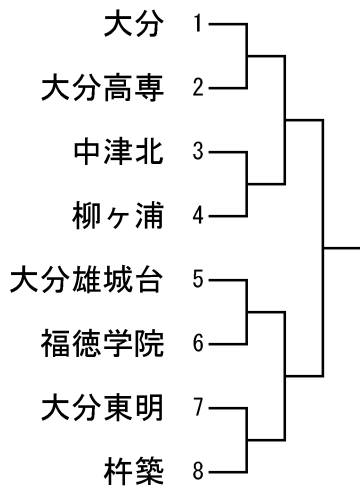 大分 1
大分高専 2
中津北 3
柳ヶ浦 4
大分雄城台 5
福徳学院 6
大分東明 7
杵築 8